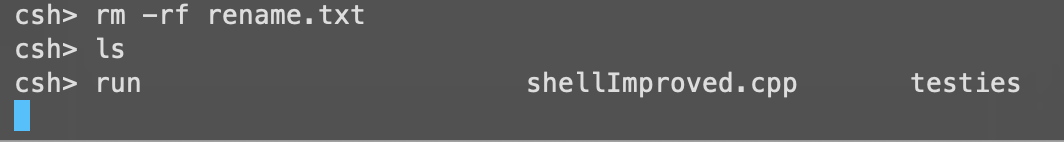 csh> rm -rf rename.txt
csh> ls
csh> run shellImproved.cpp testies